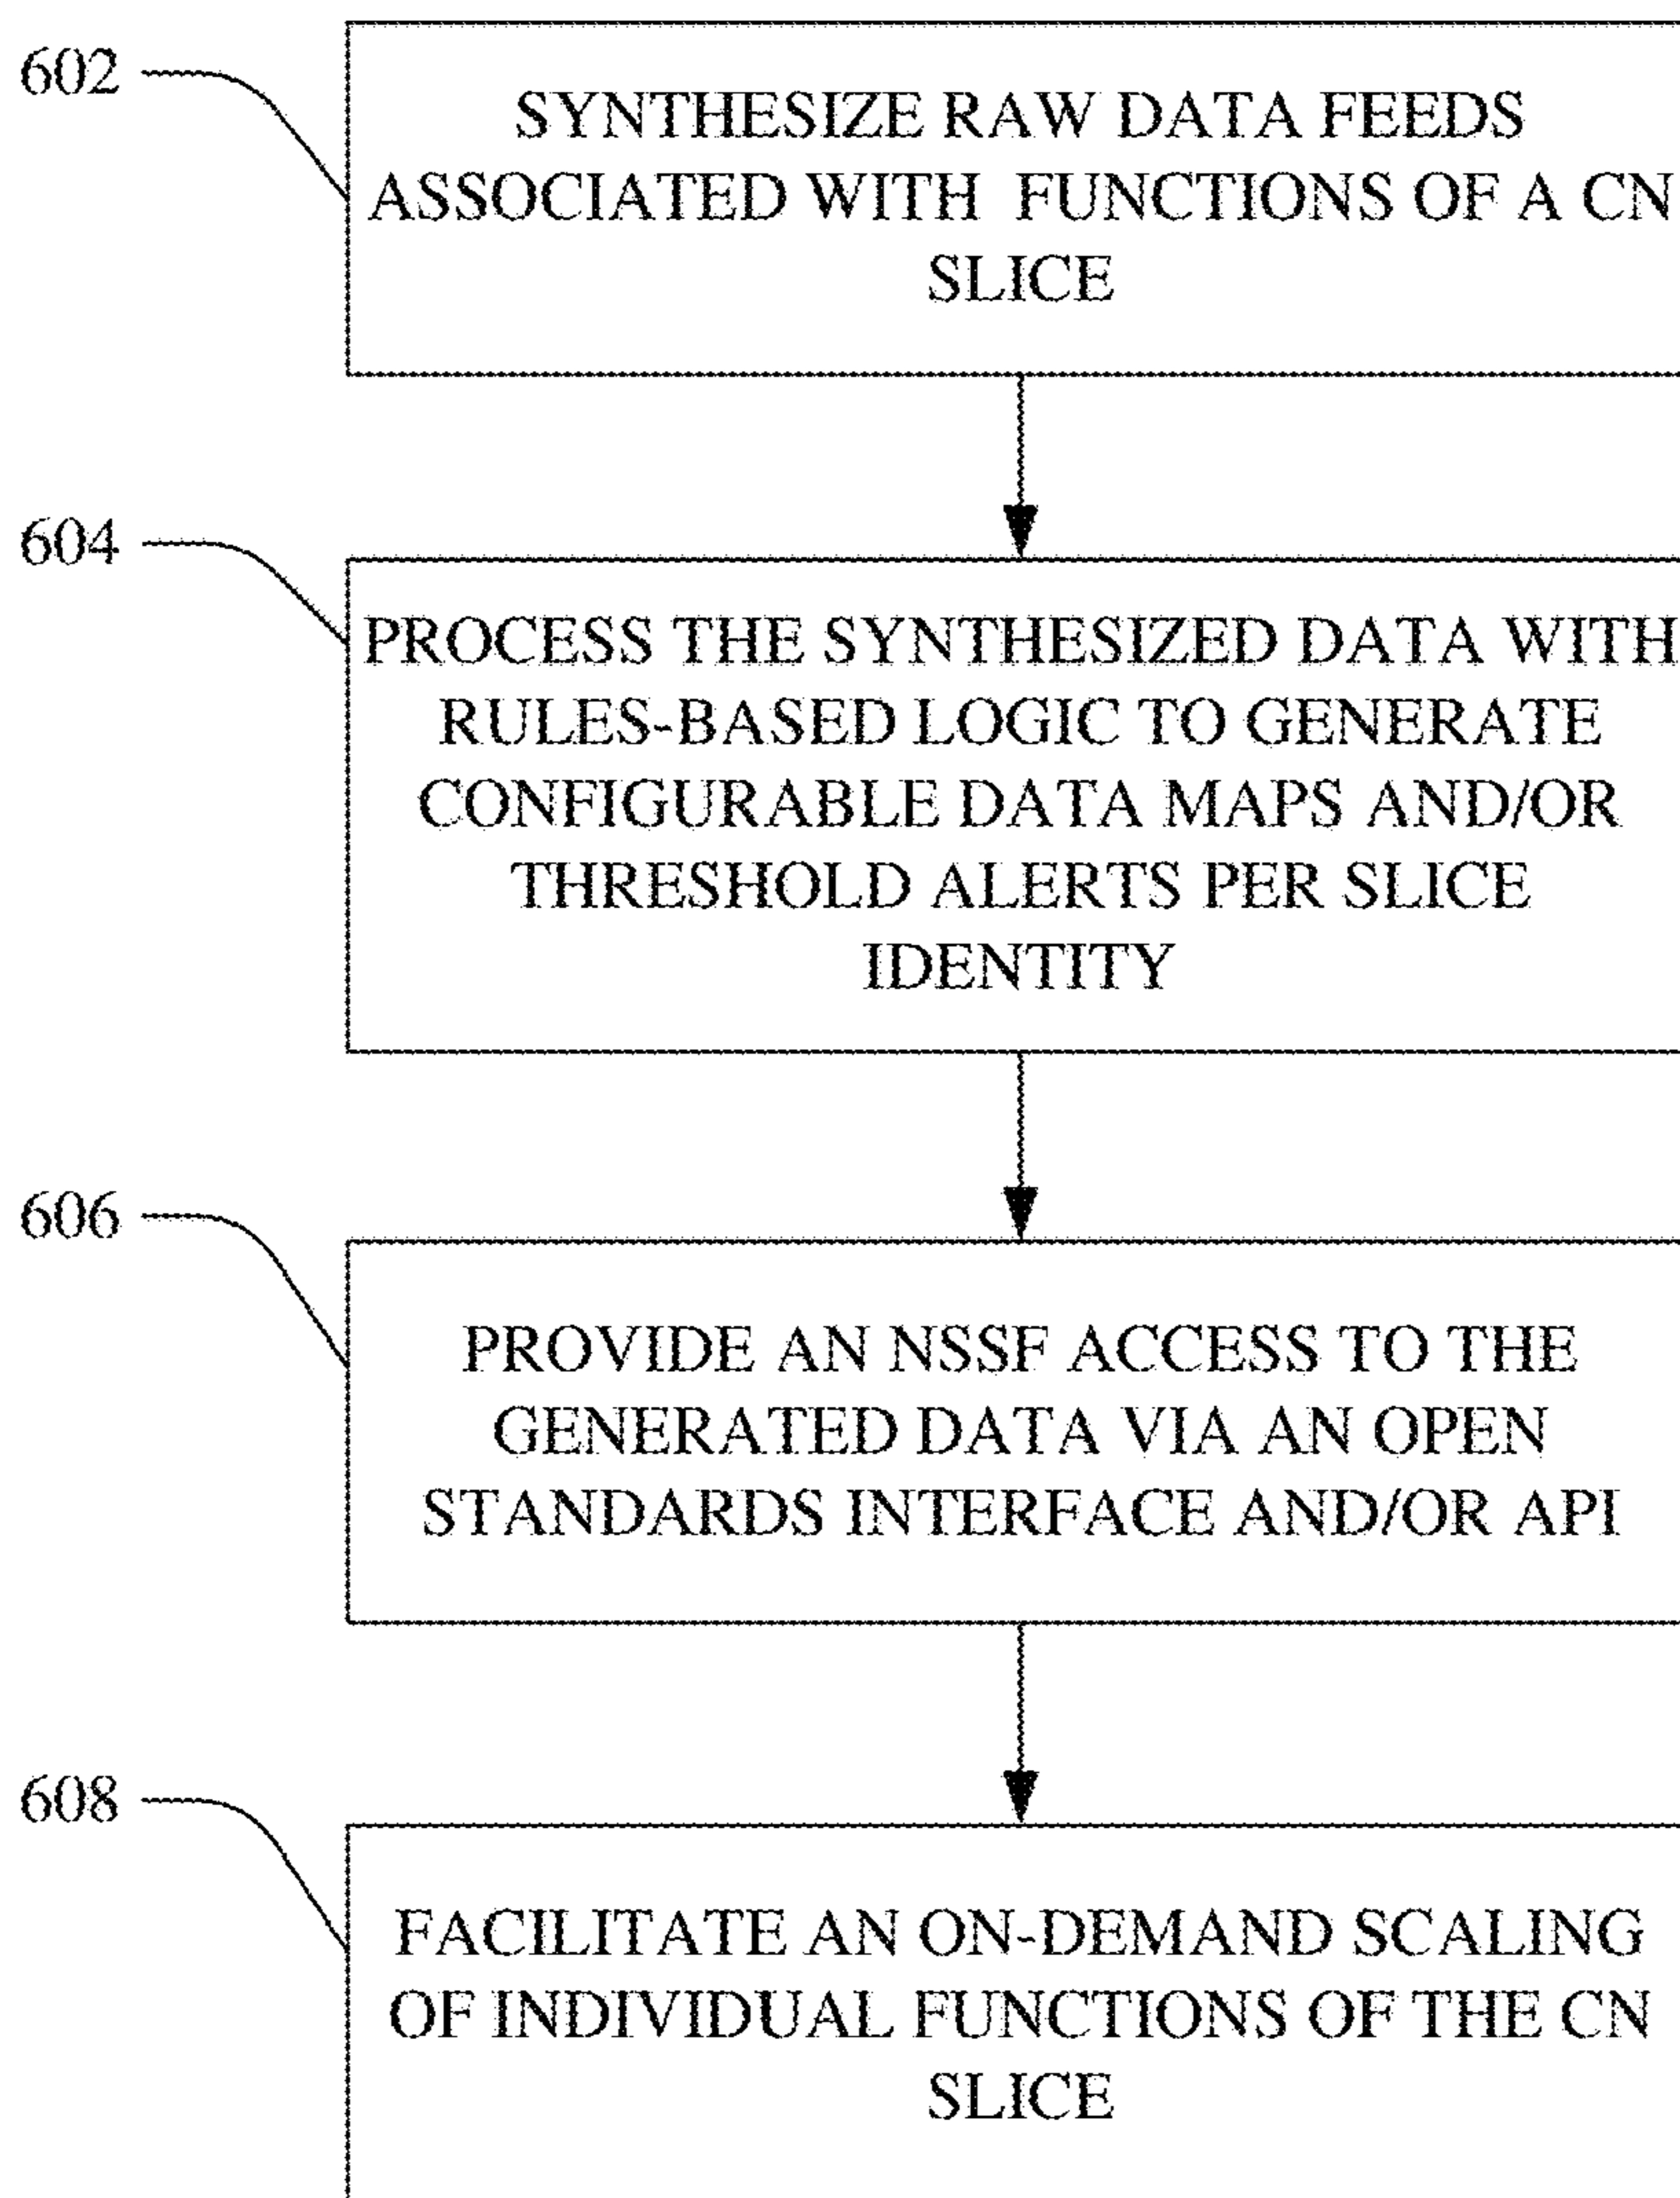 602
SYNTHESIZE RAW DATA FEEDS
ASSOCIATED WITH FUNCTIONS OF A CN
SLICE
604
PROCESS THE SYNTHESIZED DATA WITH
RULES-BASED LOGIC TO GENERATE
CONFIGURABLE DATA MAPS AND/OR
THRESHOLD ALERTS PER SLICE
IDENTITY
606
PROVIDE AN NSSF ACCESS TO THE
GENERATED DATA VIA AN OPEN
STANDARDS INTERFACE AND/OR API
608
FACILITATE AN ON-DEMAND SCALING
OF INDIVIDUAL FUNCTIONS OF THE CN
SLICE